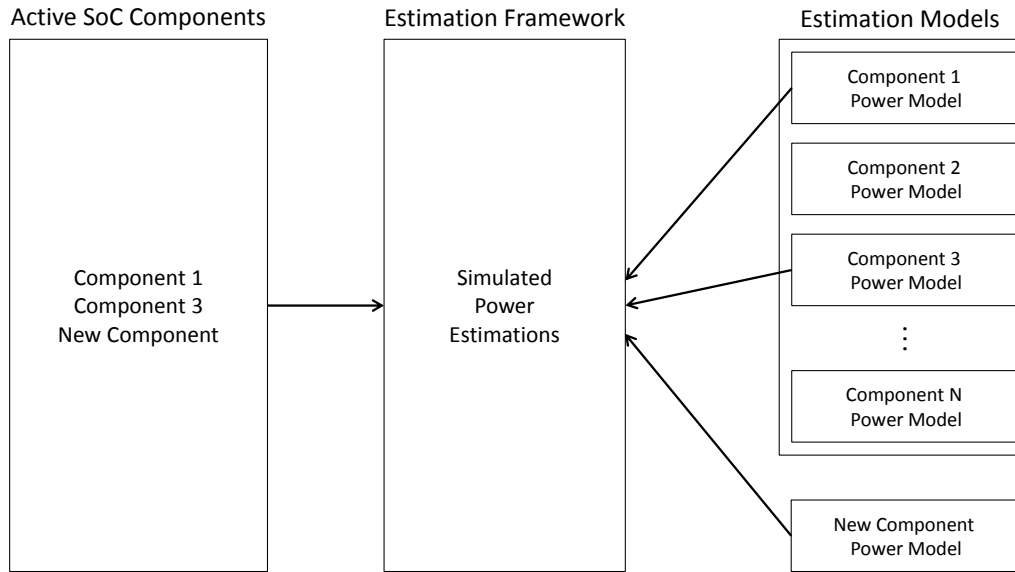 Active SoC Components
Estimation Framework
Estimation Models
Component 1
Component 3
New Component
Simulated
Power
Estimations
Component 1
Power Model
Component 2
Power Model
Component 3
Power Model
⋮
Component N
Power Model
New Component
Power Model